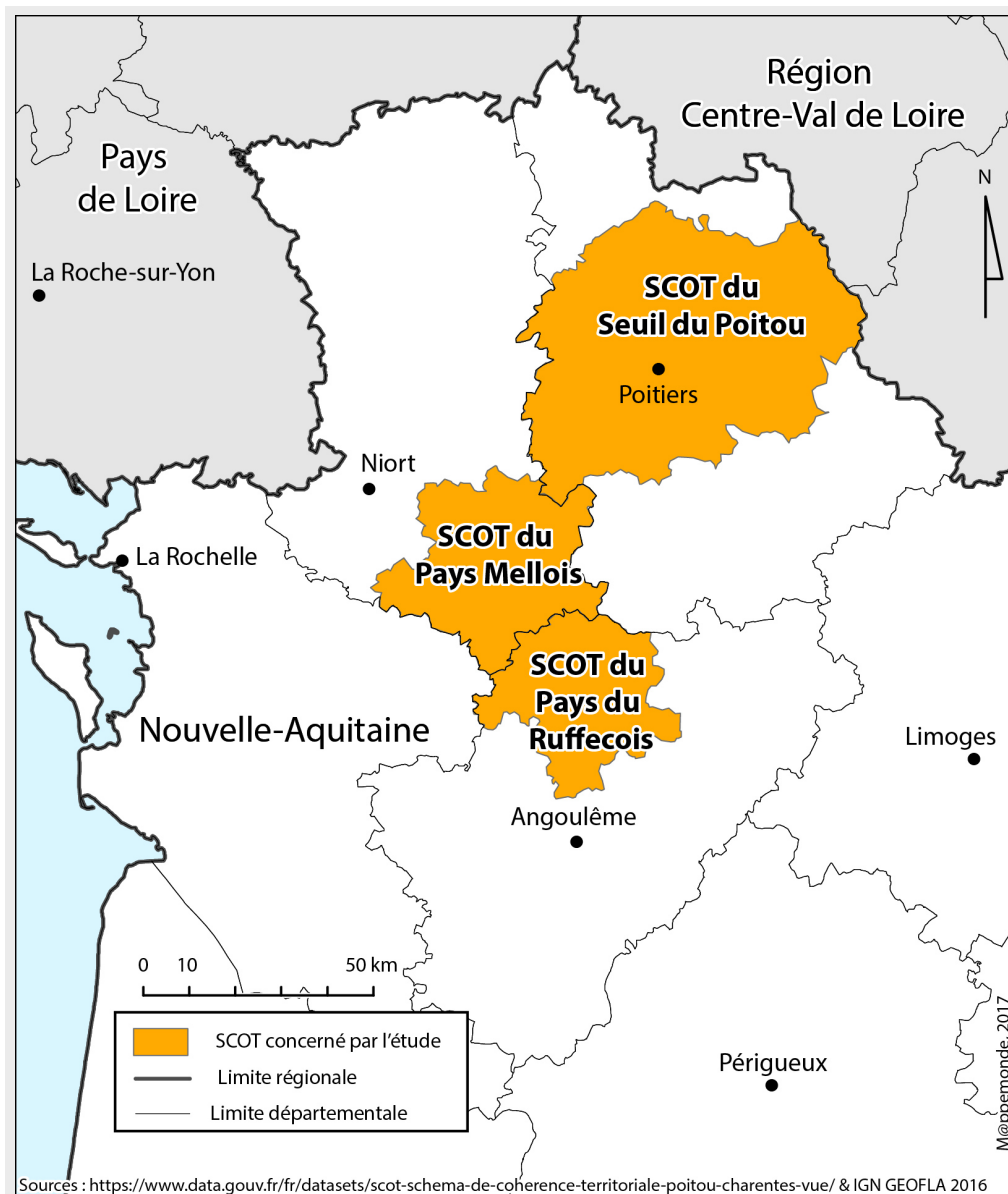 Région
Centre-Val de Loire
Pays
de Loire
N
La Roche-sur-Yon
SCOT du
Seuil du Poitou
Poitiers
Niort
SCOT du
Pays Mellois
La Rochelle
SCOT du
Pays du
Ruffecois
Nouvelle-Aquitaine
Limoges
Angoulême
0 10 50 km
SCOT concerné par l'étude
Limite régionale
Limite départementale
Périgueux
M@ppemonde, 2017
Sources : https://www.data.gouv.fr/fr/datasets/scot-schema-de-coherence-territoriale-poitou-charentes-vue/ & IGN GEOFLA 2016